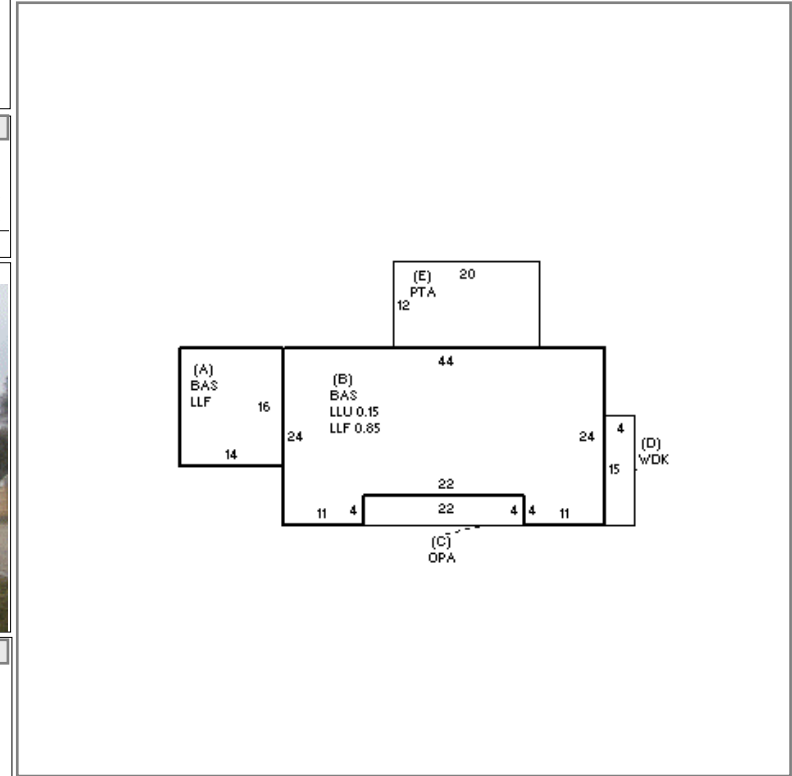 (E)
PTA
20
12
44
(A)
BAS
LLF
16
14
(B)
BAS
LLU 0.15
LLF 0.85
24
24
4
(D)
WDK
15
22
22
11
4
4
4
11
(C)
OPA